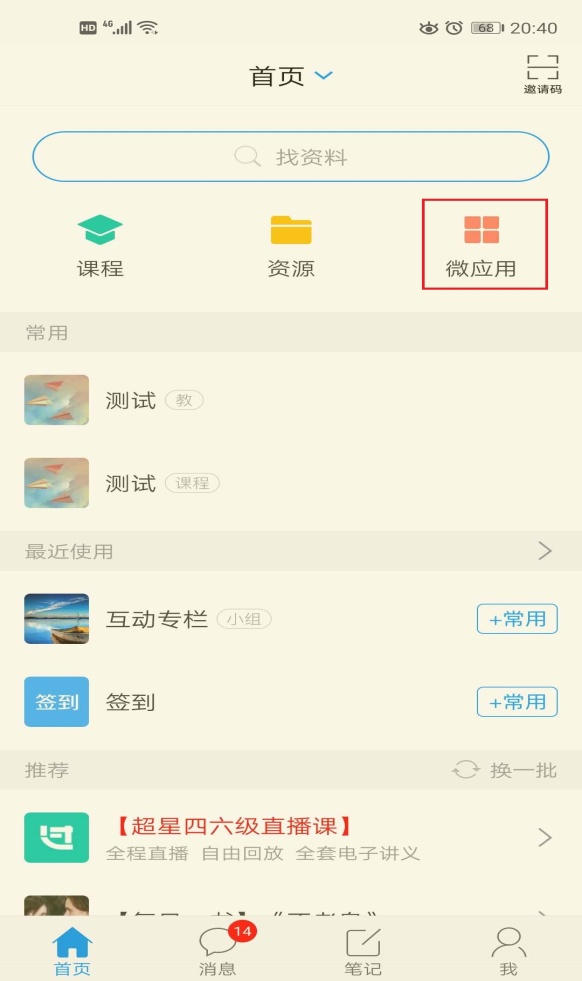 HD 4G 68 20:40
首页
邀请码
找资料
课程 资源 微应用
常用
测试 教
测试 课程
最近使用
互动专栏 小组 +常用
签到 签到 +常用
推荐 换一批
【超星四六级直播课】
全程直播 自由回放 全套电子讲义
14
首页 消息 笔记 我